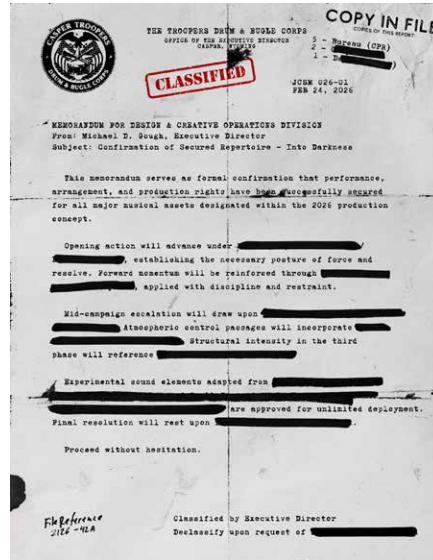 COPY IN FILE
COPIES OF THIS REPORT
CASPER TROOPERS
DRUM & BUGLE CORPS
THE TROOPERS DRUM & BUGLE CORPS
OFFICE OF THE EXECUTIVE DIRECTOR
CASPER, WYOMING
5 - Bureau (CPR)
2 -
1 - )
CLASSIFIED
JCSM 026-01
FEB 24, 2026
MEMORANDUM FOR DESIGN & CREATIVE OPERATIONS DIVISION
From: Michael D. Gough, Executive Director
Subject: Confirmation of Secured Repertoire - Into Darkness
This memorandum serves as formal confirmation that performance,
arrangement, and production rights have been successfully secured
for all major musical assets designated within the 2026 production
concept.
Opening action will advance under /
, establishing the necessary posture of force and
resolve. Forward momentum will be reinforced through
, applied with discipline and restraint.
Mid-campaign escalation will draw upon
Atmospheric control passages will incorporate
Structural intensity in the third
phase will reference
Experimental sound elements adapted from
are approved for unlimited deployment.
Final resolution will rest upon .
Proceed without hesitation.
File Reference
2126-42A
Classified by Executive Director
Declassify upon request of